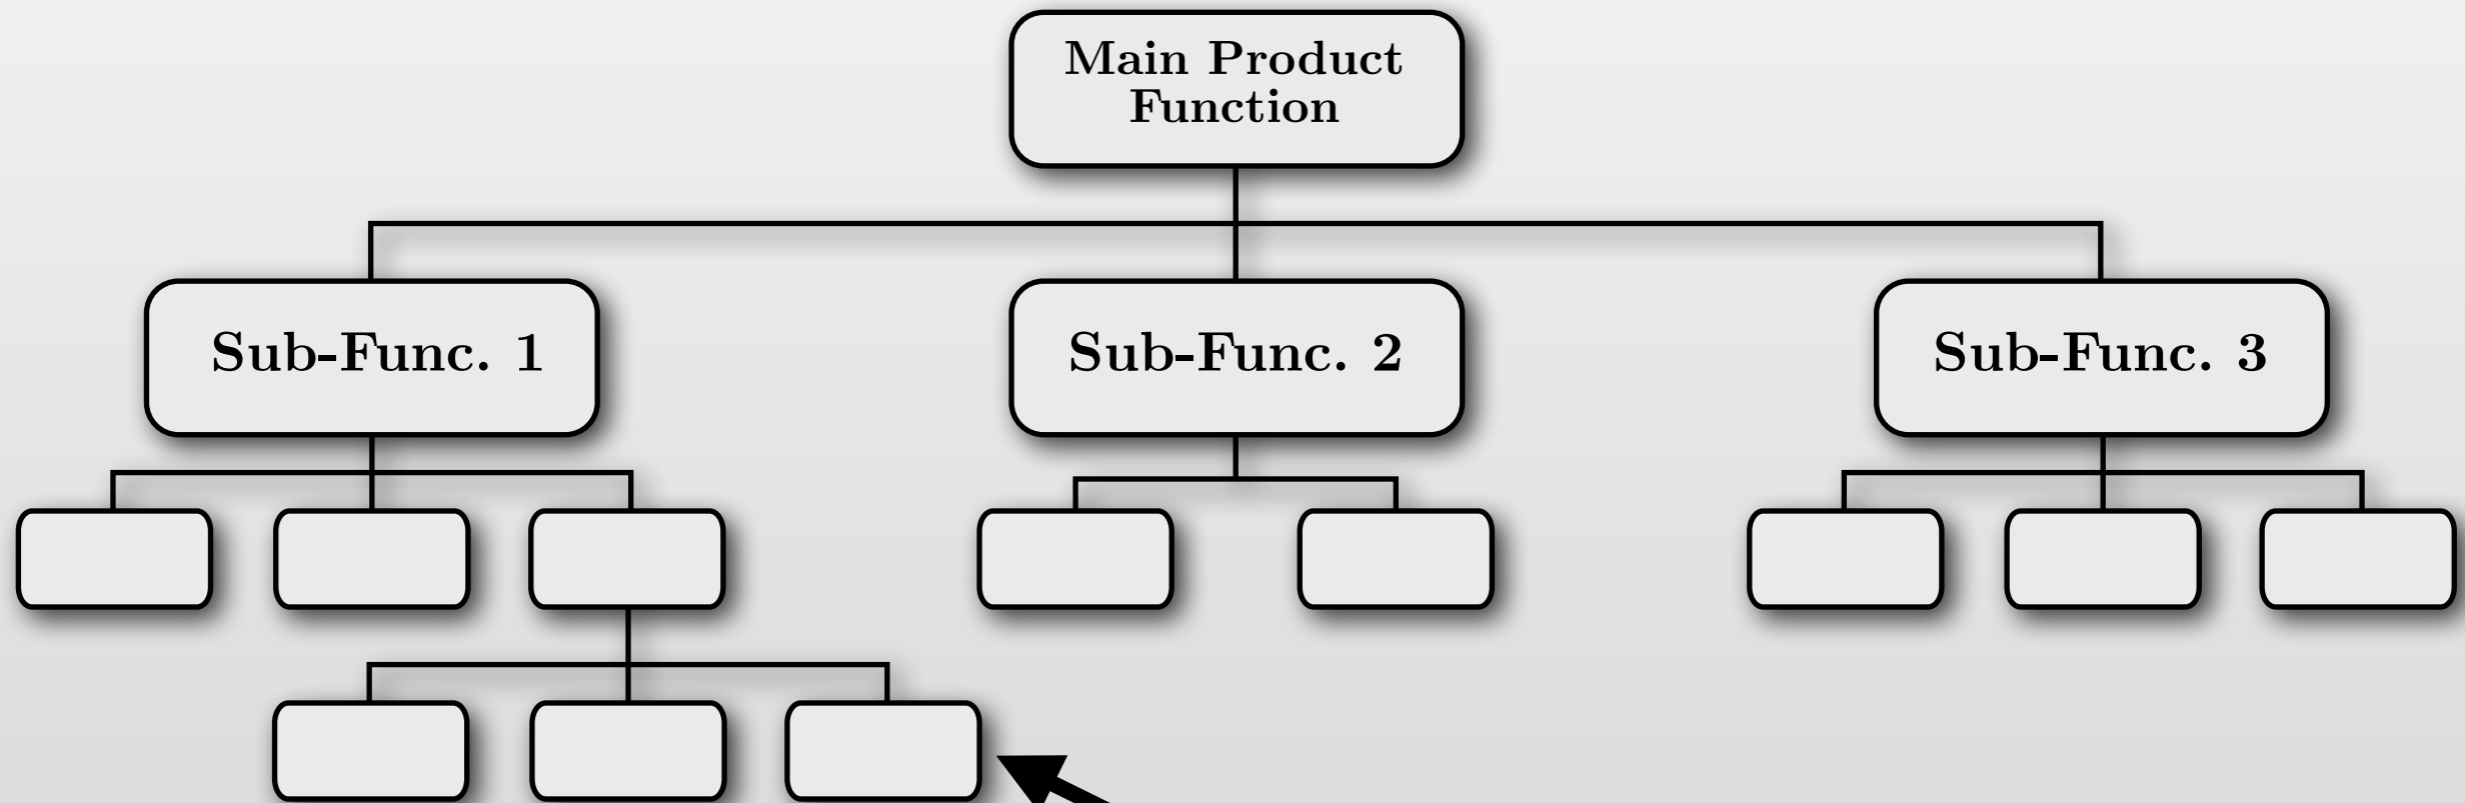 Main Product
Function
Sub-Func. 1
Sub-Func. 2
Sub-Func. 3